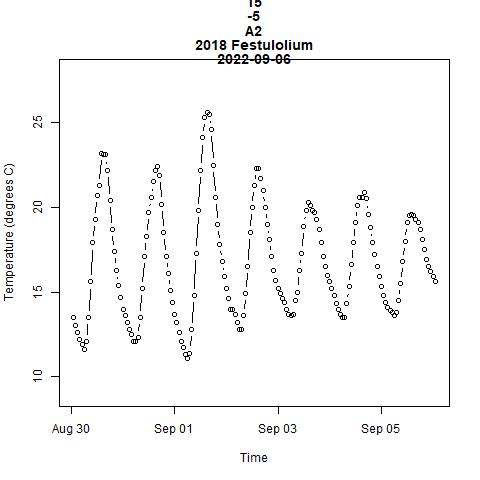 15
-5
A2
2018 Festulolium
2022-09-06
Temperature (degrees C)
25
20
15
10
Aug 30
Sep 01
Sep 03
Sep 05
Time